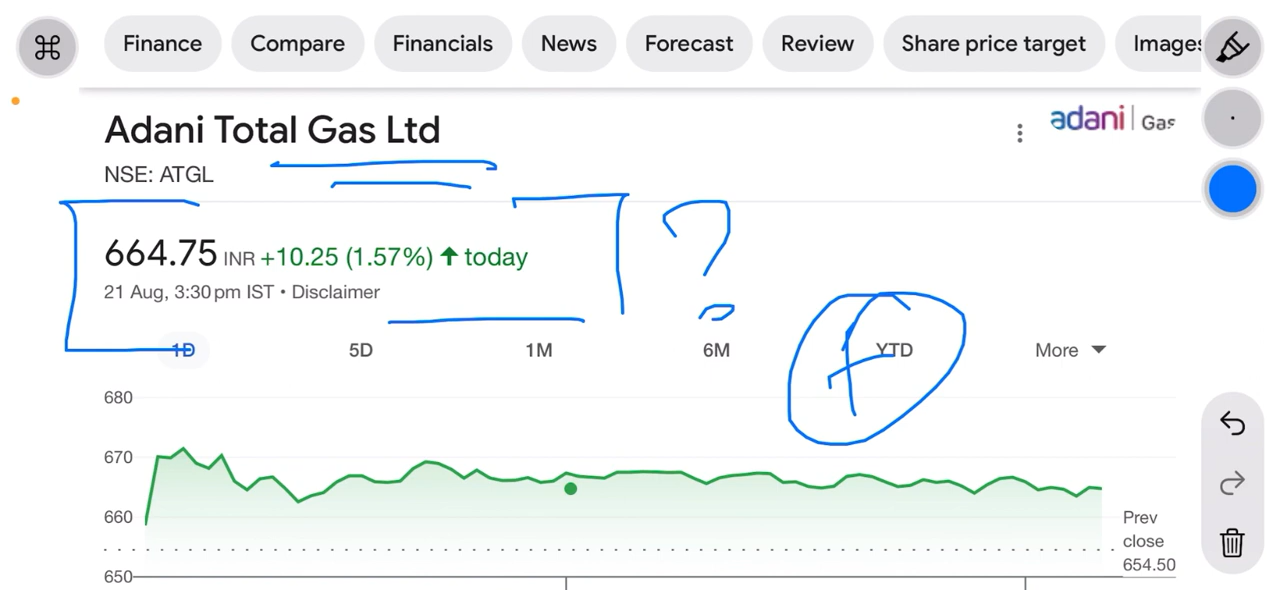 Finance Compare Financials News Forecast Review Share price target Images
Adani Total Gas Ltd
adani Gas
NSE: ATGL
664.75 INR +10.25 (1.57%) ↑ today
?
21 Aug, 3:30 pm IST • Disclaimer
1D 5D 1M 6M YTD More
f
680
670
660
Prev
close
654.50
650